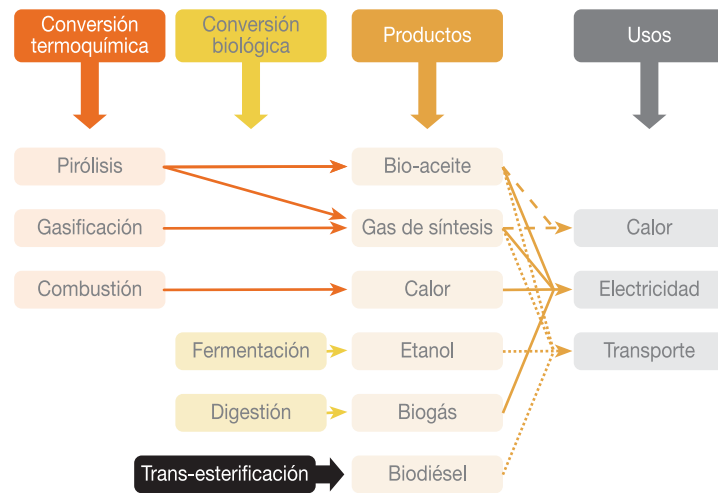 Conversión
termoquímica
Conversión
biológica
Productos
Usos
Pirólisis
Bio-aceite
Gasificación
Gas de síntesis
Calor
Combustión
Calor
Electricidad
Fermentación
Etanol
Transporte
Digestión
Biogás
Trans-esterificación
Biodiésel